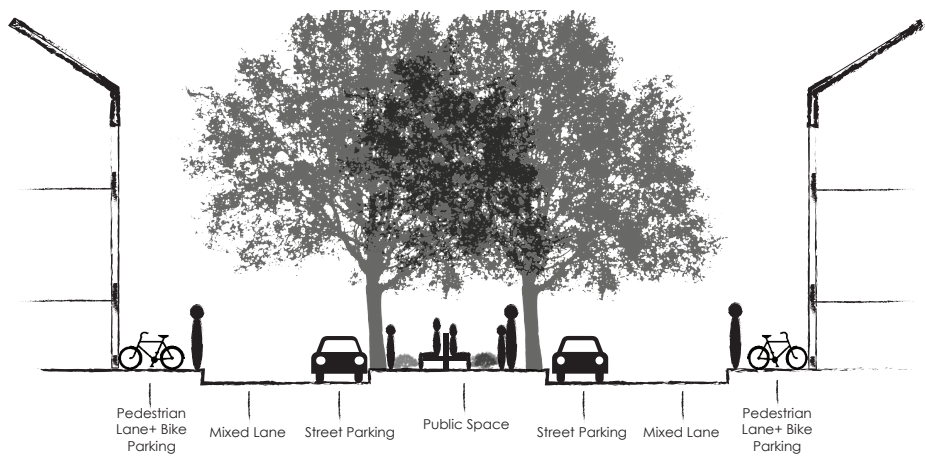 Pedestrian
Lane+ Bike
Parking
Mixed Lane
Street Parking
Public Space
Street Parking
Mixed Lane
Pedestrian
Lane+ Bike
Parking